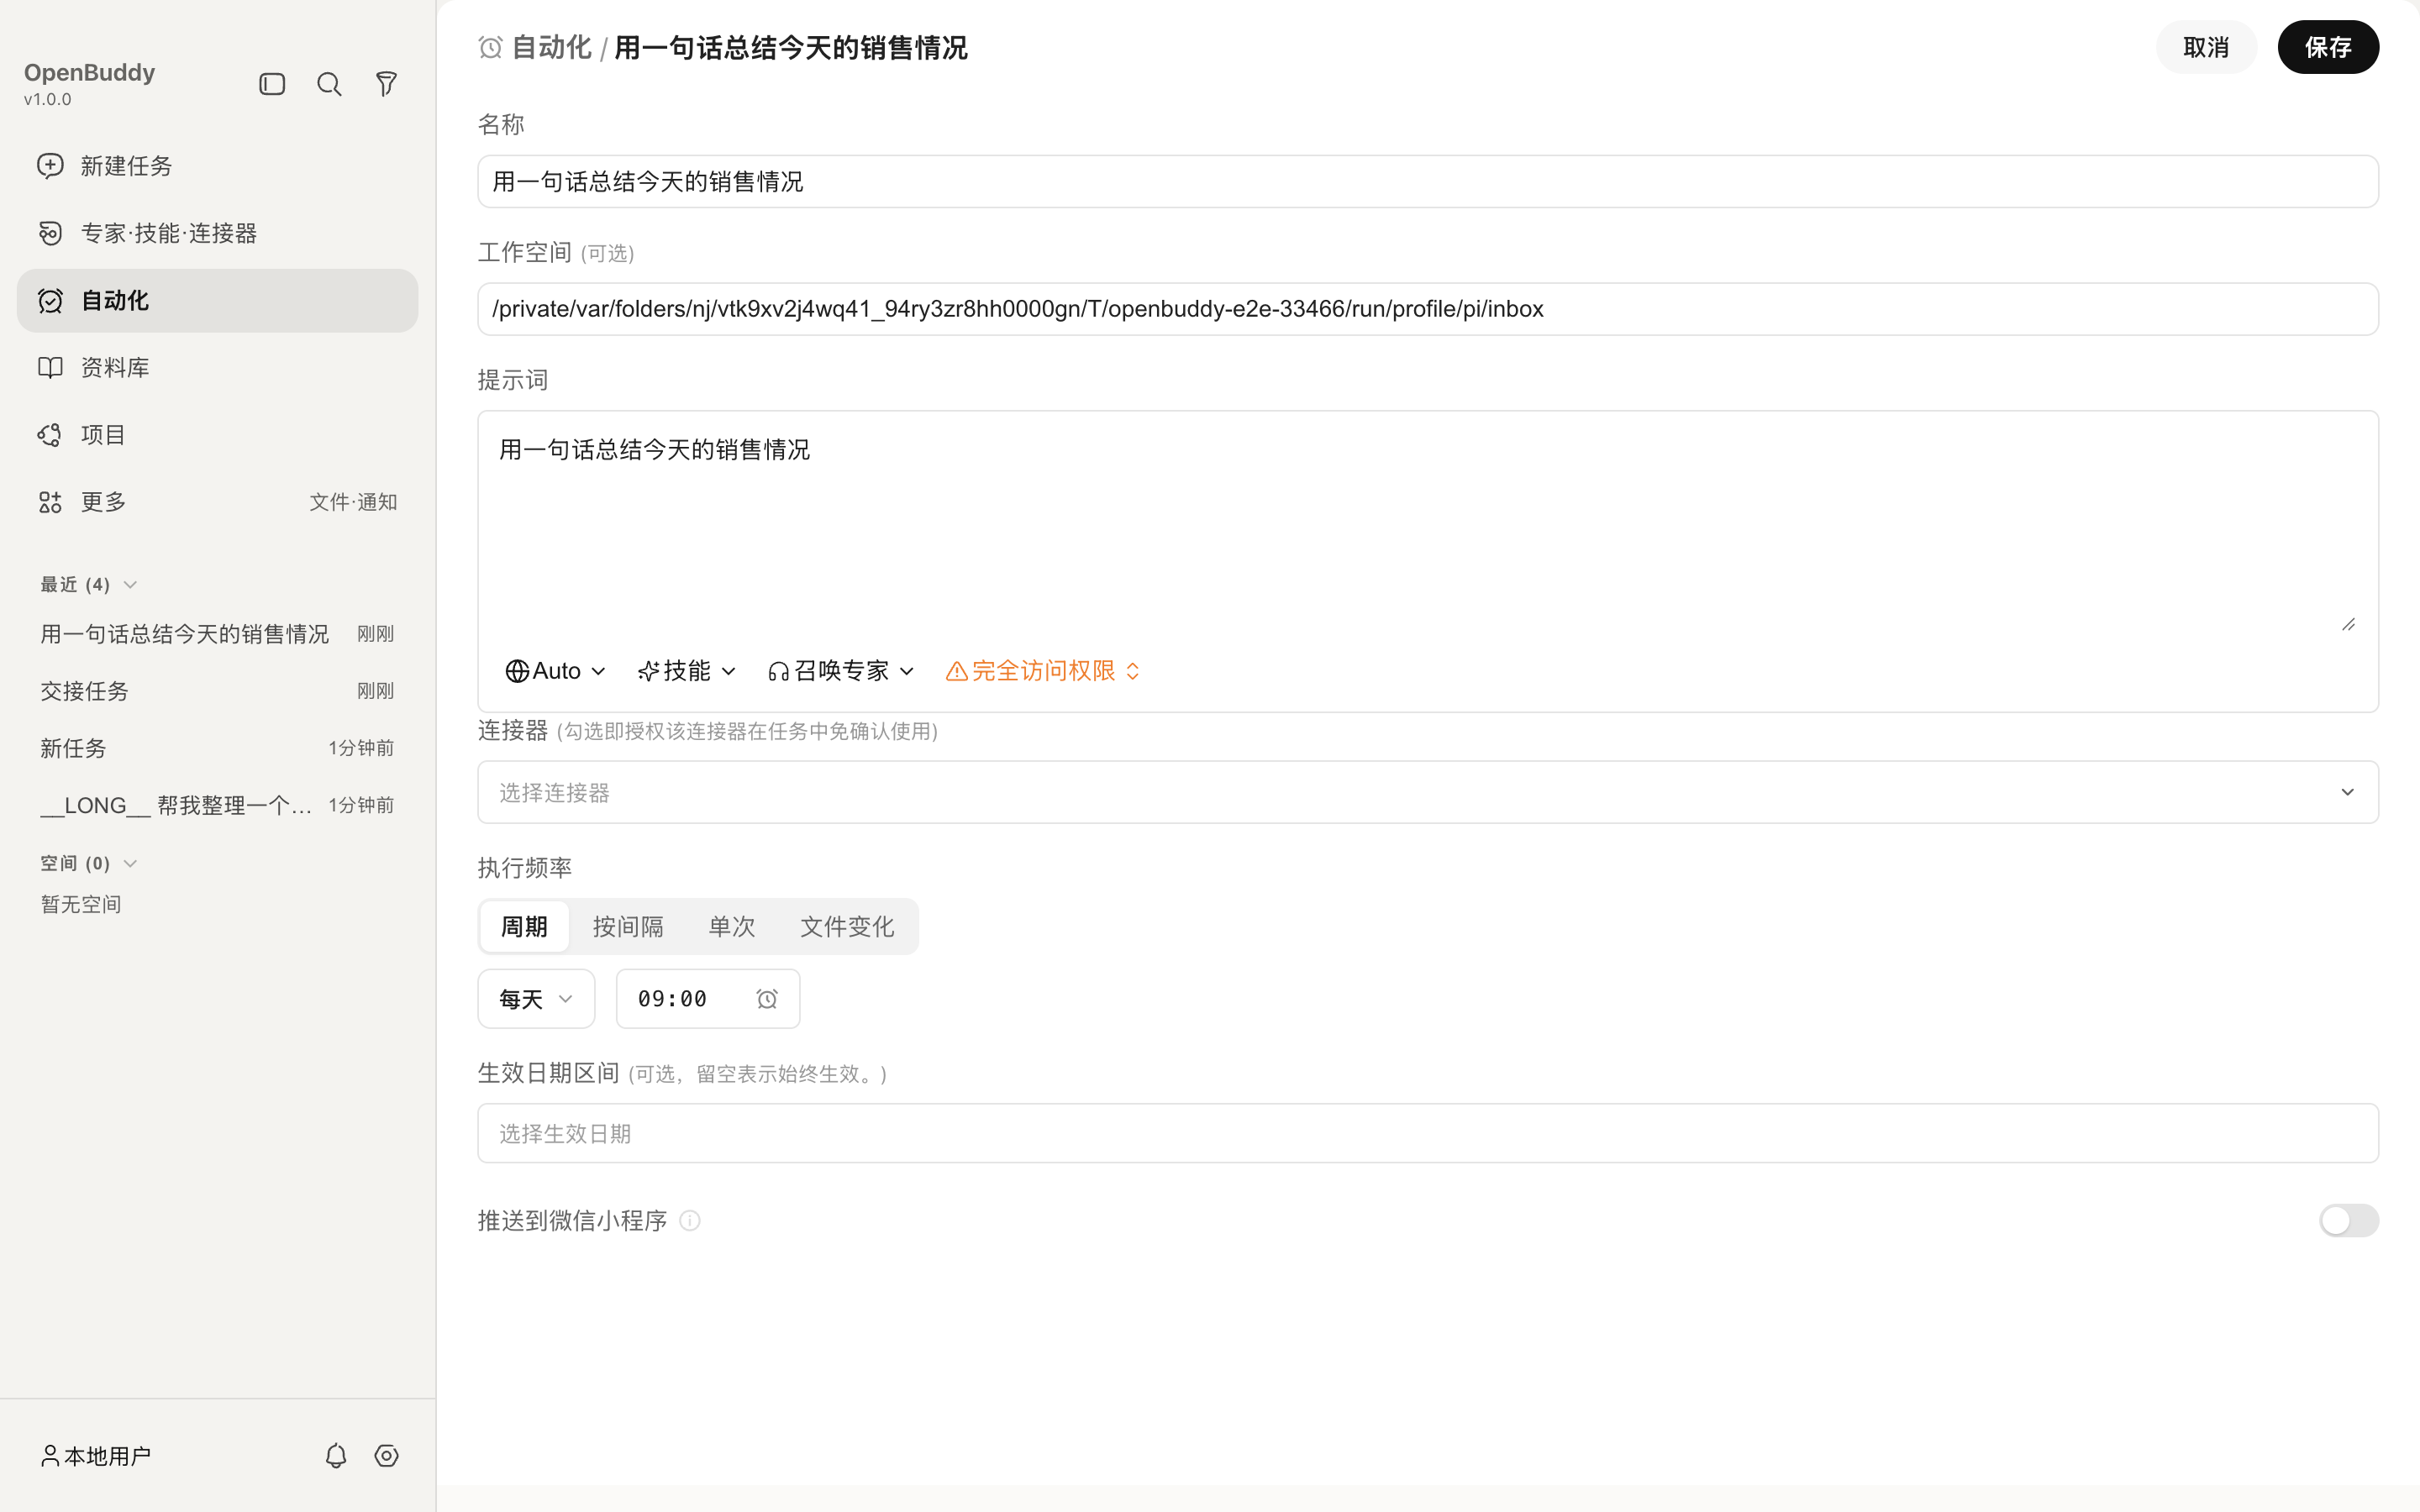 OpenBuddy
v1.0.0
新建任务
专家·技能·连接器
自动化
资料库
项目
更多 文件·通知
最近 (4)
用一句话总结今天的销售情况 刚刚
交接任务 刚刚
新任务 1分钟前
__LONG__ 帮我整理一个... 1分钟前
空间 (0)
暂无空间
本地用户
自动化 / 用一句话总结今天的销售情况
取消 保存
名称
用一句话总结今天的销售情况
工作空间 (可选)
/private/var/folders/nj/vtk9xv2j4wq41_94ry3zr8hh0000gn/T/openbuddy-e2e-33466/run/profile/pi/inbox
提示词
用一句话总结今天的销售情况
Auto 技能 召唤专家 完全访问权限
连接器 (勾选即授权该连接器在任务中免确认使用)
选择连接器
执行频率
周期 按间隔 单次 文件变化
每天 09:00
生效日期区间 (可选，留空表示始终生效。)
选择生效日期
推送到微信小程序